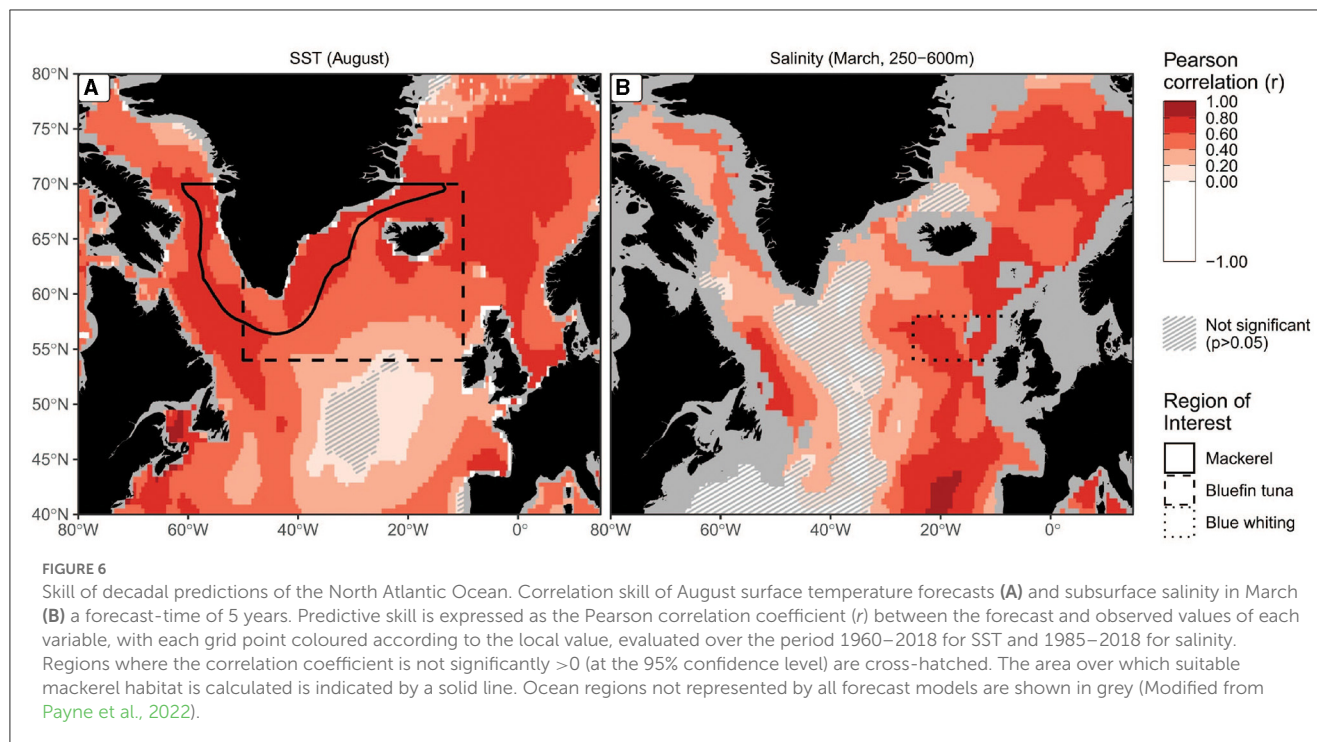 SST (August)
Salinity (March, 250−600m)
A
B
80°N
75°N
70°N
65°N
60°N
55°N
50°N
45°N
40°N
80°W
60°W
40°W
20°W
0°
80°W
60°W
40°W
20°W
0°
Pearson
correlation (r)
1.00
0.80
0.60
0.40
0.20
0.00
−1.00
Not significant
(p>0.05)
Region of
Interest
Mackerel
Bluefin tuna
Blue whiting
FIGURE 6
Skill of decadal predictions of the North Atlantic Ocean. Correlation skill of August surface temperature forecasts (A) and subsurface salinity in March
(B) a forecast-time of 5 years. Predictive skill is expressed as the Pearson correlation coefficient (r) between the forecast and observed values of each
variable, with each grid point coloured according to the local value, evaluated over the period 1960–2018 for SST and 1985–2018 for salinity.
Regions where the correlation coefficient is not significantly >0 (at the 95% confidence level) are cross-hatched. The area over which suitable
mackerel habitat is calculated is indicated by a solid line. Ocean regions not represented by all forecast models are shown in grey (Modified from
Payne et al., 2022).